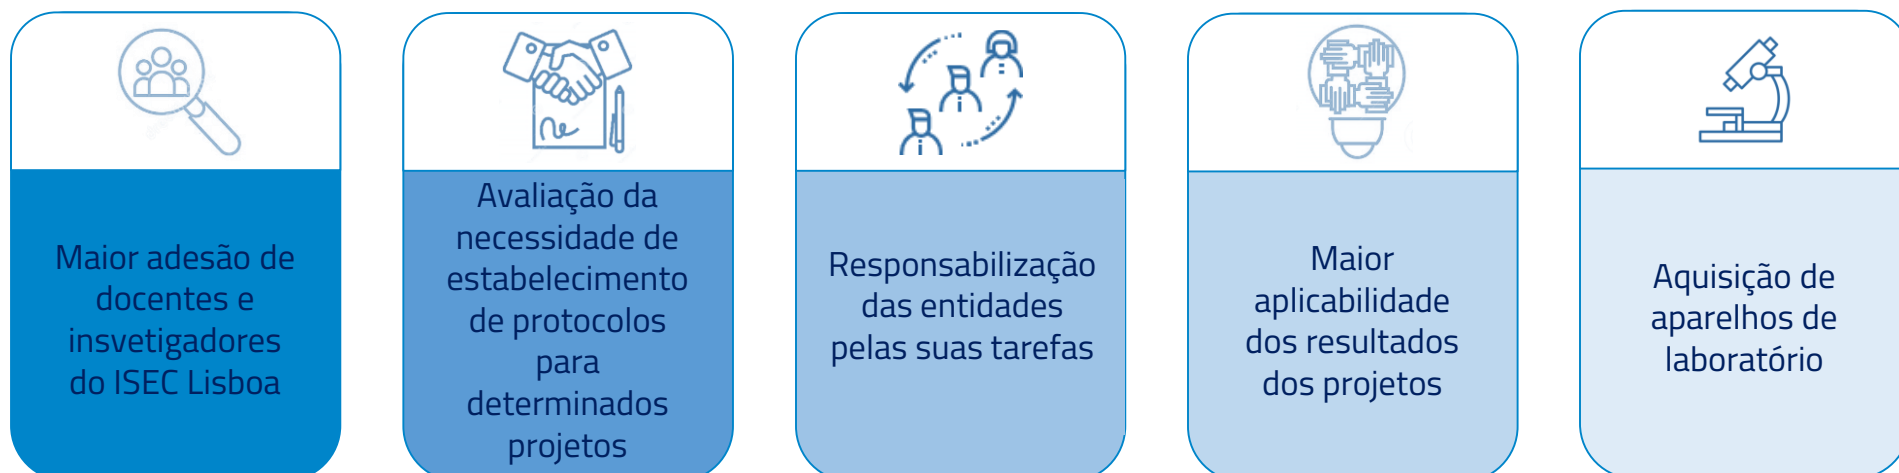 Maior adesão de
docentes e
insvetigadores
do ISEC Lisboa
Avaliação da
necessidade de
estabelecimento
de protocolos
para
determinados
projetos
Responsabilização
das entidades
pelas suas tarefas
Maior
aplicabilidade
dos resultados
dos projetos
Aquisição de
aparelhos de
laboratório